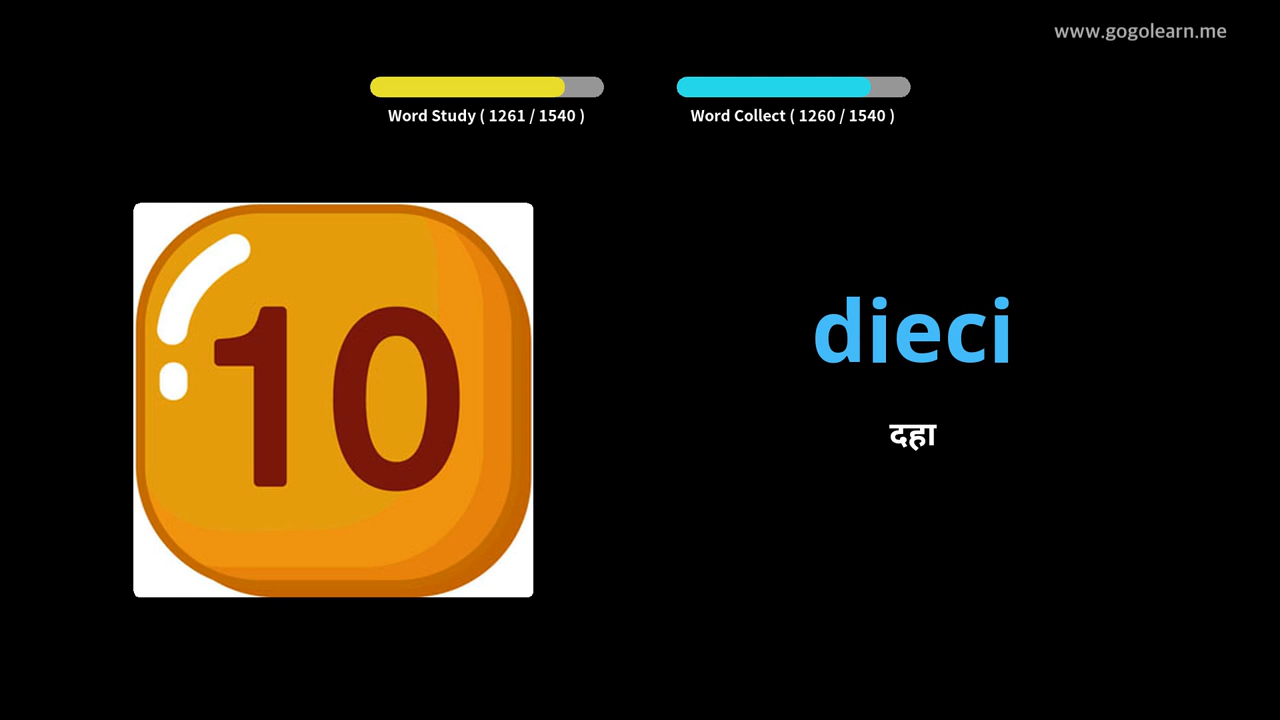 www.gogolearn.me
Word Study ( 1261 / 1540 )
Word Collect ( 1260 / 1540 )
10
dieci
दहा